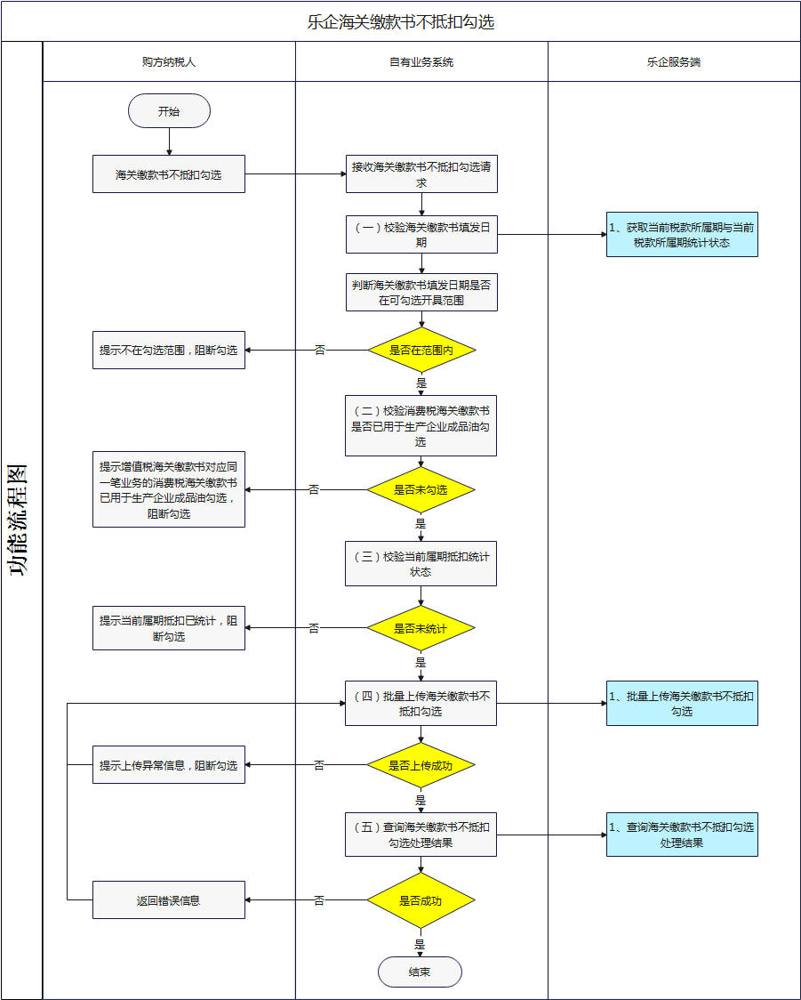 乐企海关缴款书不抵扣勾选
购方纳税人
自有业务系统
乐企服务端
功能流程图
开始
海关缴款书不抵扣勾选
接收海关缴款书不抵扣勾选请
求
（一）校验海关缴款书填发日
期
1、获取当前税款所属期与当前
税款所属期统计状态
判断海关缴款书填发日期是否
在可勾选开具范围
是否在范围内
否
提示不在勾选范围，阻断勾选
是
（二）校验消费税海关缴款书
是否已用于生产企业成品油勾
选
是否未勾选
否
提示增值税海关缴款书对应同
一笔业务的消费税海关缴款书
已用于生产企业成品油勾选，
阻断勾选
是
（三）校验当前属期抵扣统计
状态
是否未统计
否
提示当前属期抵扣已统计，阻
断勾选
是
（四）批量上传海关缴款书不
抵扣勾选
1、批量上传海关缴款书不抵扣
勾选
是否上传成功
否
提示上传异常信息，阻断勾选
是
（五）查询海关缴款书不抵扣
勾选处理结果
1、查询海关缴款书不抵扣勾选
处理结果
是否成功
否
返回错误信息
是
结束